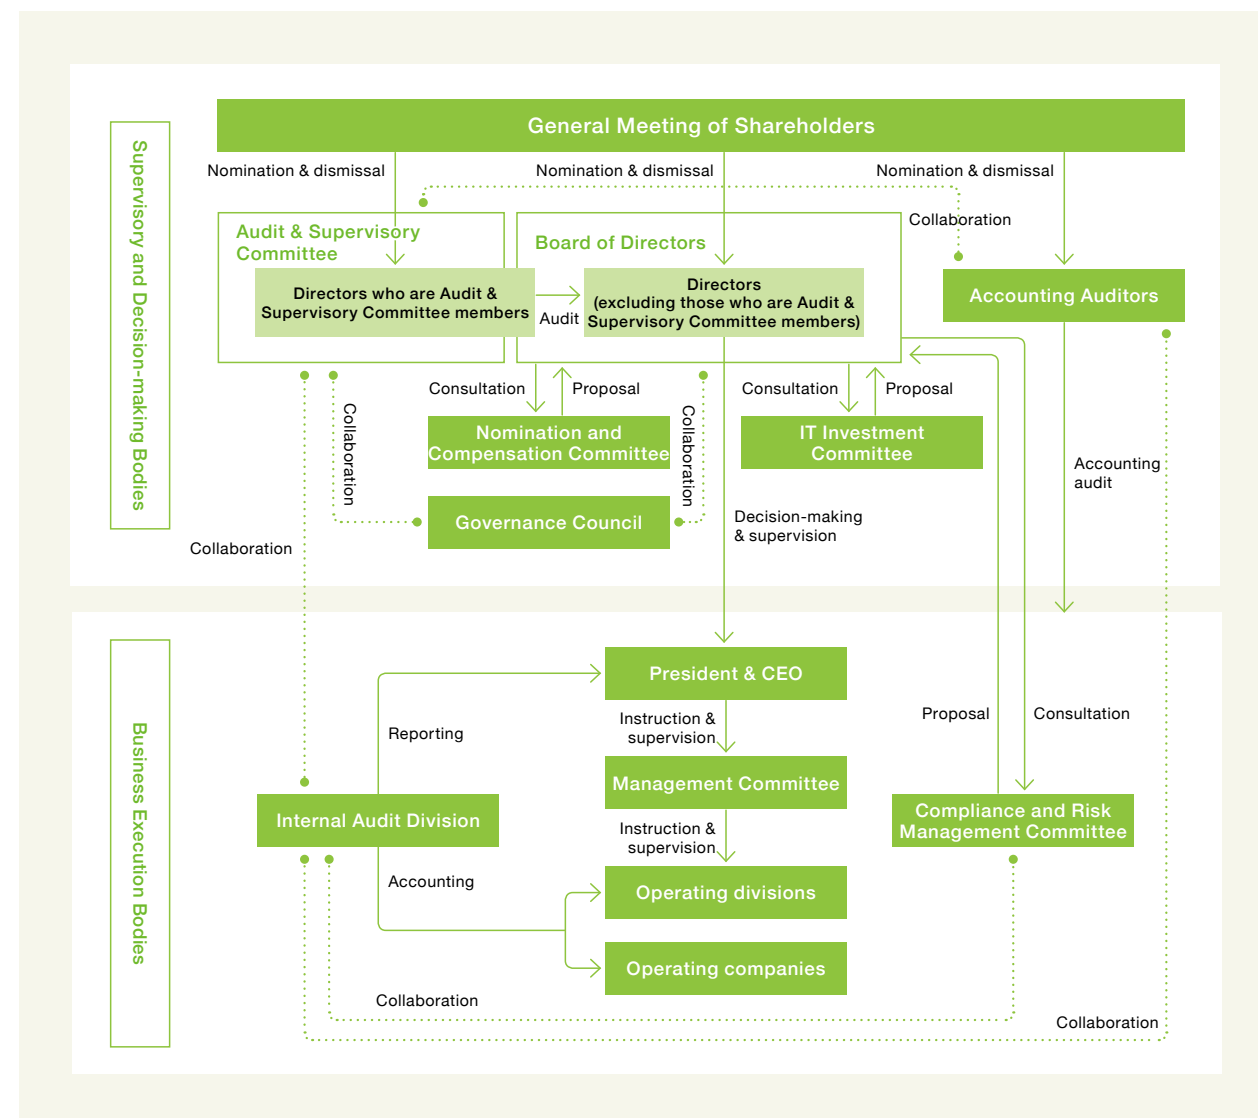 General Meeting of Shareholders
Supervisory and Decision-making Bodies
Nomination & dismissal
Nomination & dismissal
Nomination & dismissal
Collaboration
Audit & Supervisory
Committee
Board of Directors
Directors who are Audit &
Supervisory Committee members
Audit
Directors
(excluding those who are Audit &
Supervisory Committee members)
Accounting Auditors
Consultation
Proposal
Consultation
Proposal
Collaboration
Collaboration
Nomination and
Compensation Committee
IT Investment
Committee
Accounting
audit
Governance Council
Decision-making
& supervision
Collaboration
Business Execution Bodies
President & CEO
Reporting
Instruction &
supervision
Proposal
Consultation
Management Committee
Internal Audit Division
Compliance and Risk
Management Committee
Instruction &
supervision
Accounting
Operating divisions
Operating companies
Collaboration
Collaboration